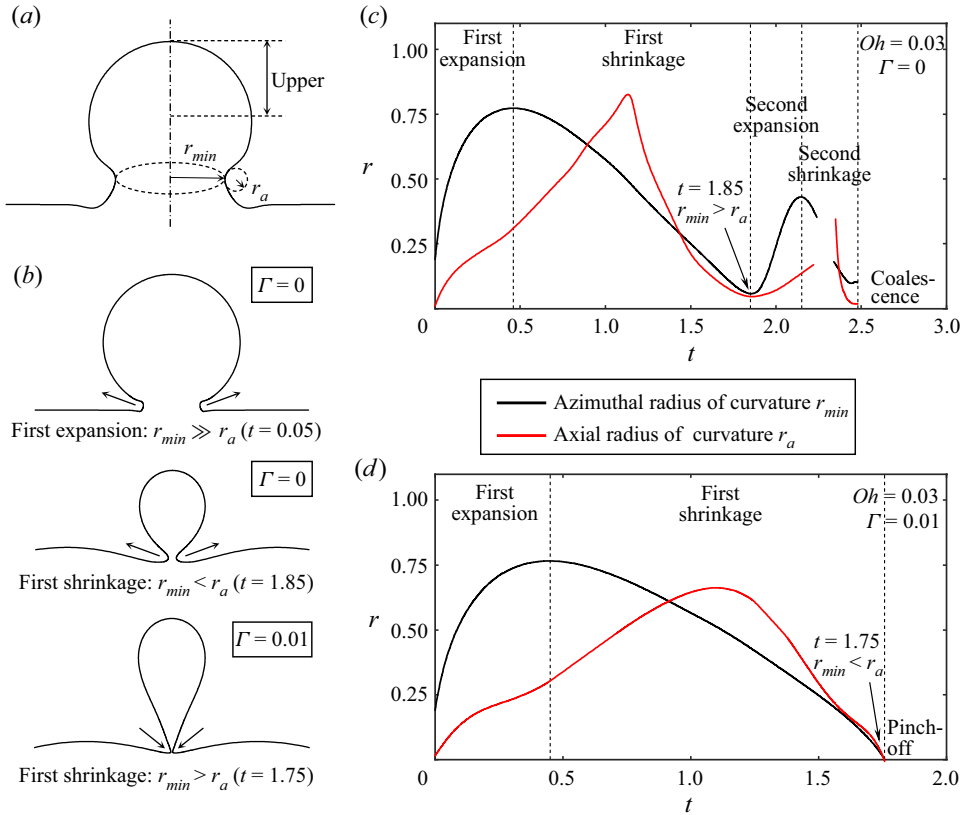 (a)
Upper
r_min
r_a
(b)
Γ = 0
First expansion: r_min ≫ r_a (t = 0.05)
Γ = 0
First shrinkage: r_min < r_a (t = 1.85)
Γ = 0.01
First shrinkage: r_min > r_a (t = 1.75)
(c)
1.00
0.75
0.50
0.25
r
First
expansion
First
shrinkage
Oh = 0.03
Γ = 0
Second
expansion
Second
shrinkage
t = 1.85
r_min > r_a
Coales-
cence
0 0.5 1.0 1.5 2.0 2.5 3.0
t
Azimuthal radius of curvature r_min
Axial radius of curvature r_a
(d)
1.00
0.75
0.50
0.25
r
First
expansion
First
shrinkage
Oh = 0.03
Γ = 0.01
t = 1.75
r_min < r_a
Pinch-
off
0 0.5 1.0 1.5 2.0
t